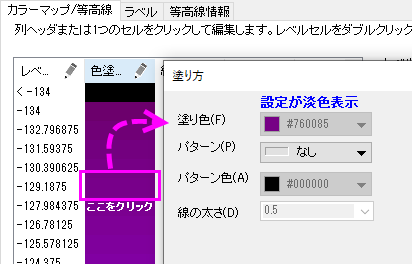 カラーマップ/等高線 ラベル 等高線情報
列ヘッダまたは1つのセルをクリックして編集します。レベルセルをダブルクリック
レベ... 色塗...
塗り方
< -134
設定が淡色表示
-134
塗り色(F) #760085
-132.796875
-131.59375
パターン(P) なし
-130.390625
-129.1875
パターン色(A) #000000
-127.984375
ここをクリック
線の太さ(D) 0.5
-126.78125
-125.578125
-124.375